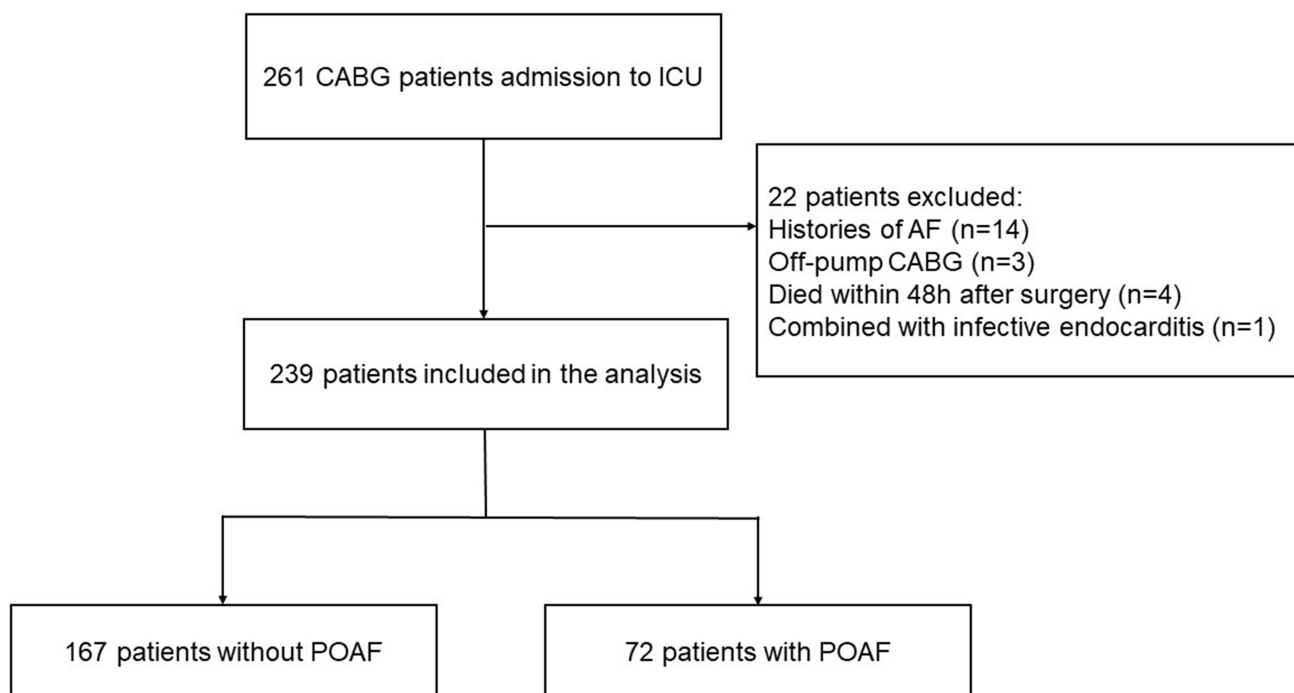 261 CABG patients admission to ICU
22 patients excluded:
Histories of AF (n=14)
Off-pump CABG (n=3)
Died within 48h after surgery (n=4)
Combined with infective endocarditis (n=1)
239 patients included in the analysis
167 patients without POAF
72 patients with POAF